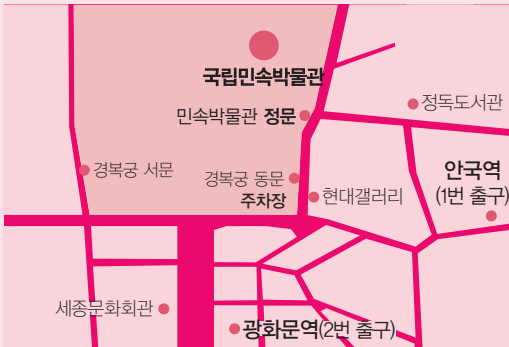 국립민속박물관
민속박물관 정문
정독도서관
경복궁 서문
경복궁 동문
주차장
안국역
(1번 출구)
현대갤러리
세종문화회관
광화문역(2번 출구)